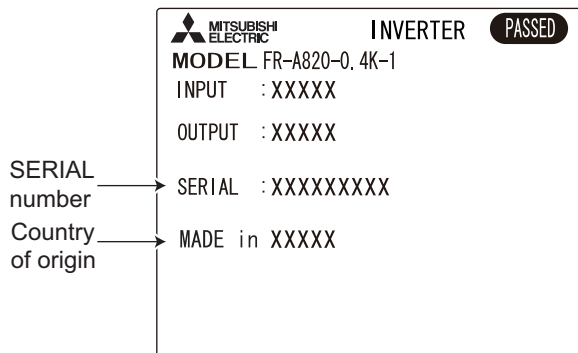 MITSUBISHI
ELECTRIC
INVERTER
PASSED
MODEL FR-A820-0.4K-1
INPUT :XXXXX
OUTPUT :XXXXX
SERIAL
number
SERIAL :XXXXXXXXX
Country
of origin
MADE in XXXXX